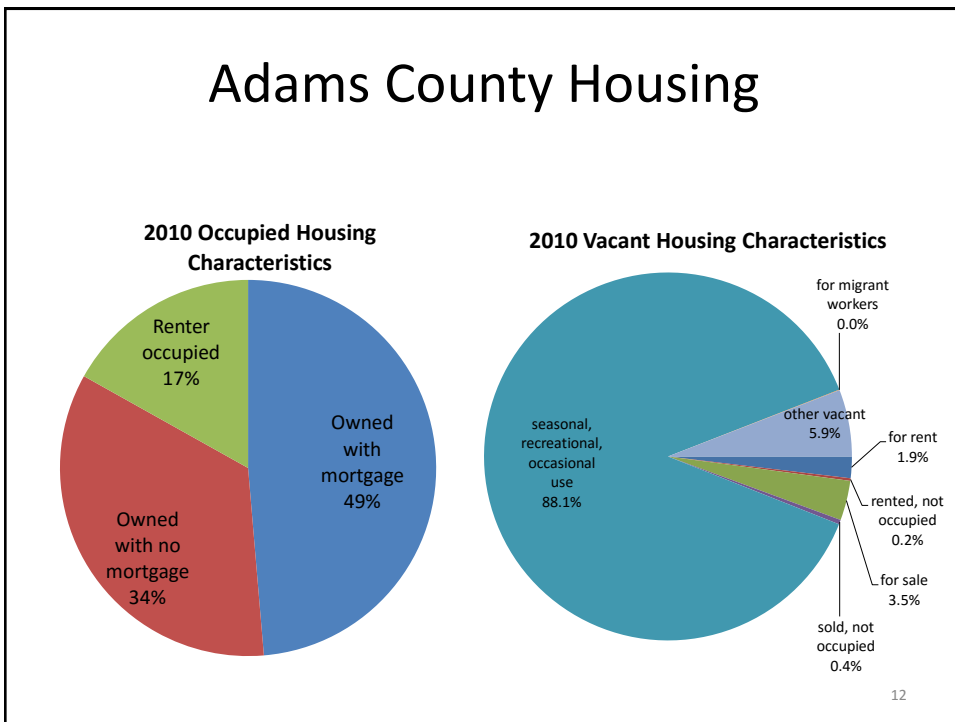 Adams County Housing
2010 Occupied Housing
Characteristics
Renter
occupied
17%
Owned
with
mortgage
49%
Owned
with no
mortgage
34%
2010 Vacant Housing Characteristics
for migrant
workers
0.0%
other vacant
5.9%
for rent
1.9%
rented, not
occupied
0.2%
for sale
3.5%
sold, not
occupied
0.4%
seasonal,
recreational,
occasional
use
88.1%
12